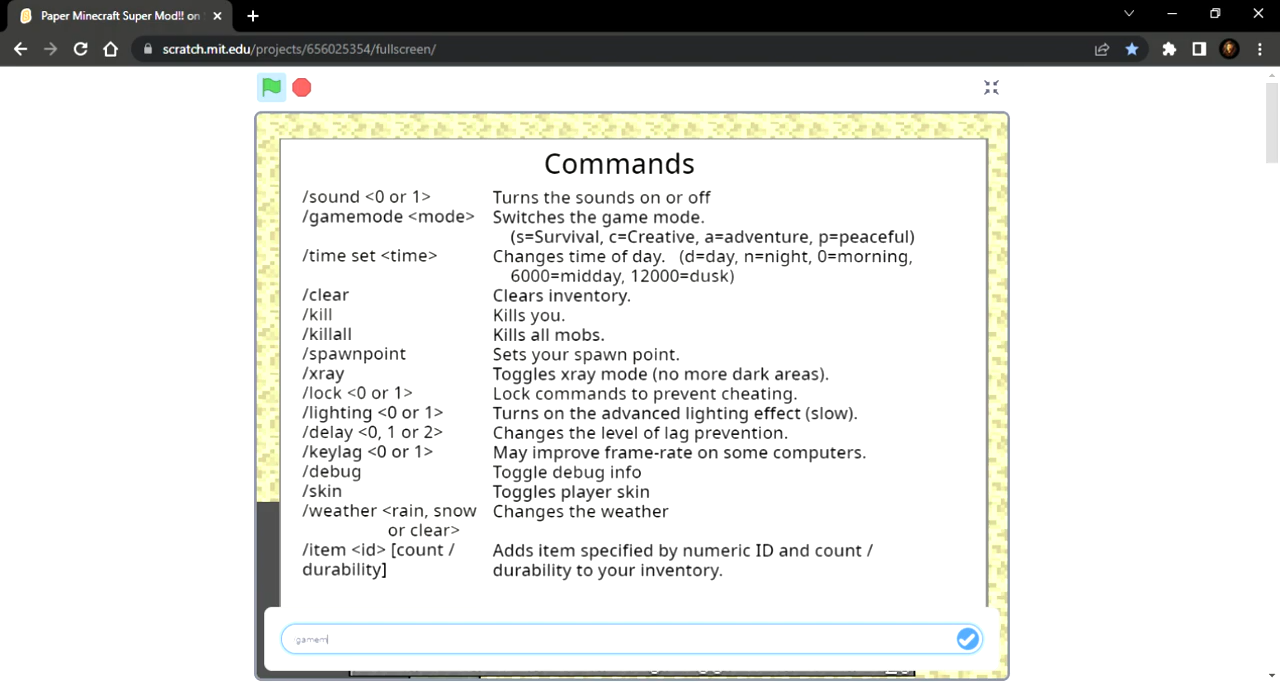 Paper Minecraft Super Mod!! on
scratch.mit.edu/projects/656025354/fullscreen/
Commands
/sound <0 or 1> Turns the sounds on or off
/gamemode <mode> Switches the game mode.
(s=Survival, c=Creative, a=adventure, p=peaceful)
/time set <time> Changes time of day. (d=day, n=night, 0=morning,
6000=midday, 12000=dusk)
/clear Clears inventory.
/kill Kills you.
/killall Kills all mobs.
/spawnpoint Sets your spawn point.
/xray Toggles xray mode (no more dark areas).
/lock <0 or 1> Lock commands to prevent cheating.
/lighting <0 or 1> Turns on the advanced lighting effect (slow).
/delay <0, 1 or 2> Changes the level of lag prevention.
/keylag <0 or 1> May improve frame-rate on some computers.
/debug Toggle debug info
/skin Toggles player skin
/weather <rain, snow Changes the weather
or clear>
/item <id> [count / Adds item specified by numeric ID and count /
durability] durability to your inventory.
gamem